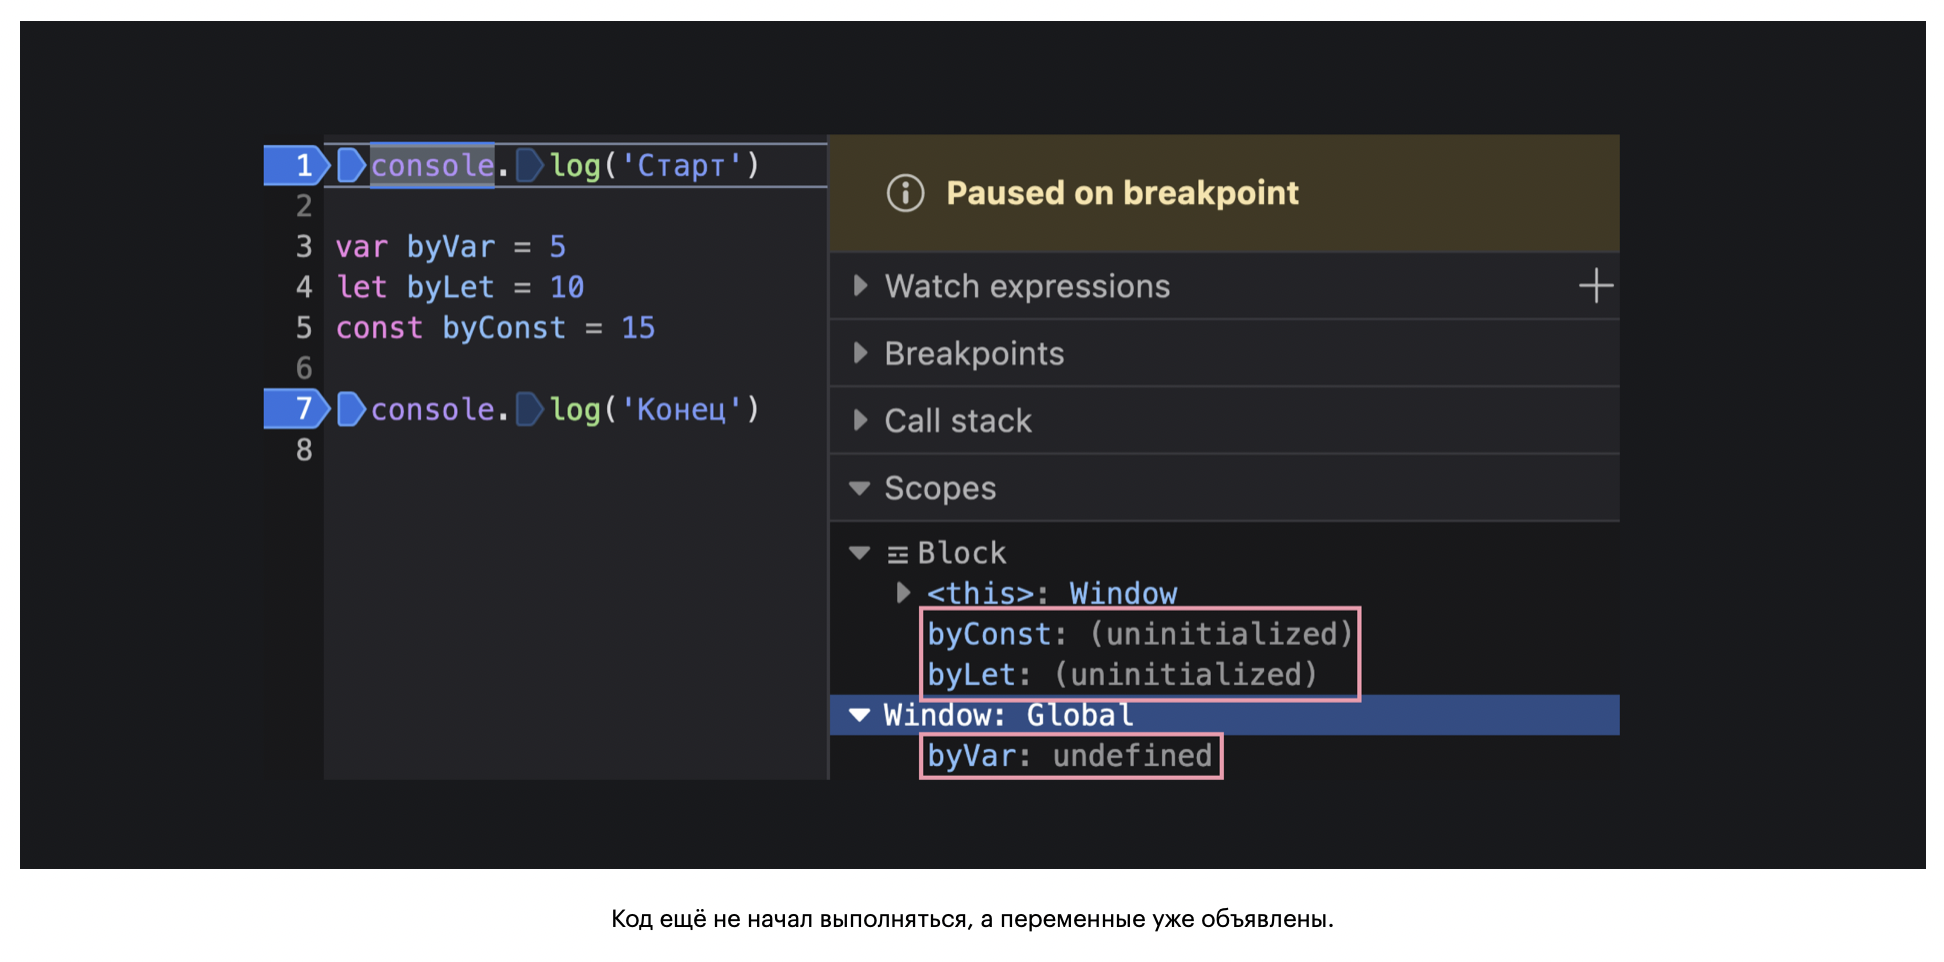 1 console.log('Старт')
2
3 var byVar = 5
4 let byLet = 10
5 const byConst = 15
6
7 console.log('Конец')
8
Paused on breakpoint
Watch expressions
Breakpoints
Call stack
Scopes
Block
<this>: Window
byConst: (uninitialized)
byLet: (uninitialized)
Window: Global
byVar: undefined
Код ещё не начал выполняться, а переменные уже объявлены.